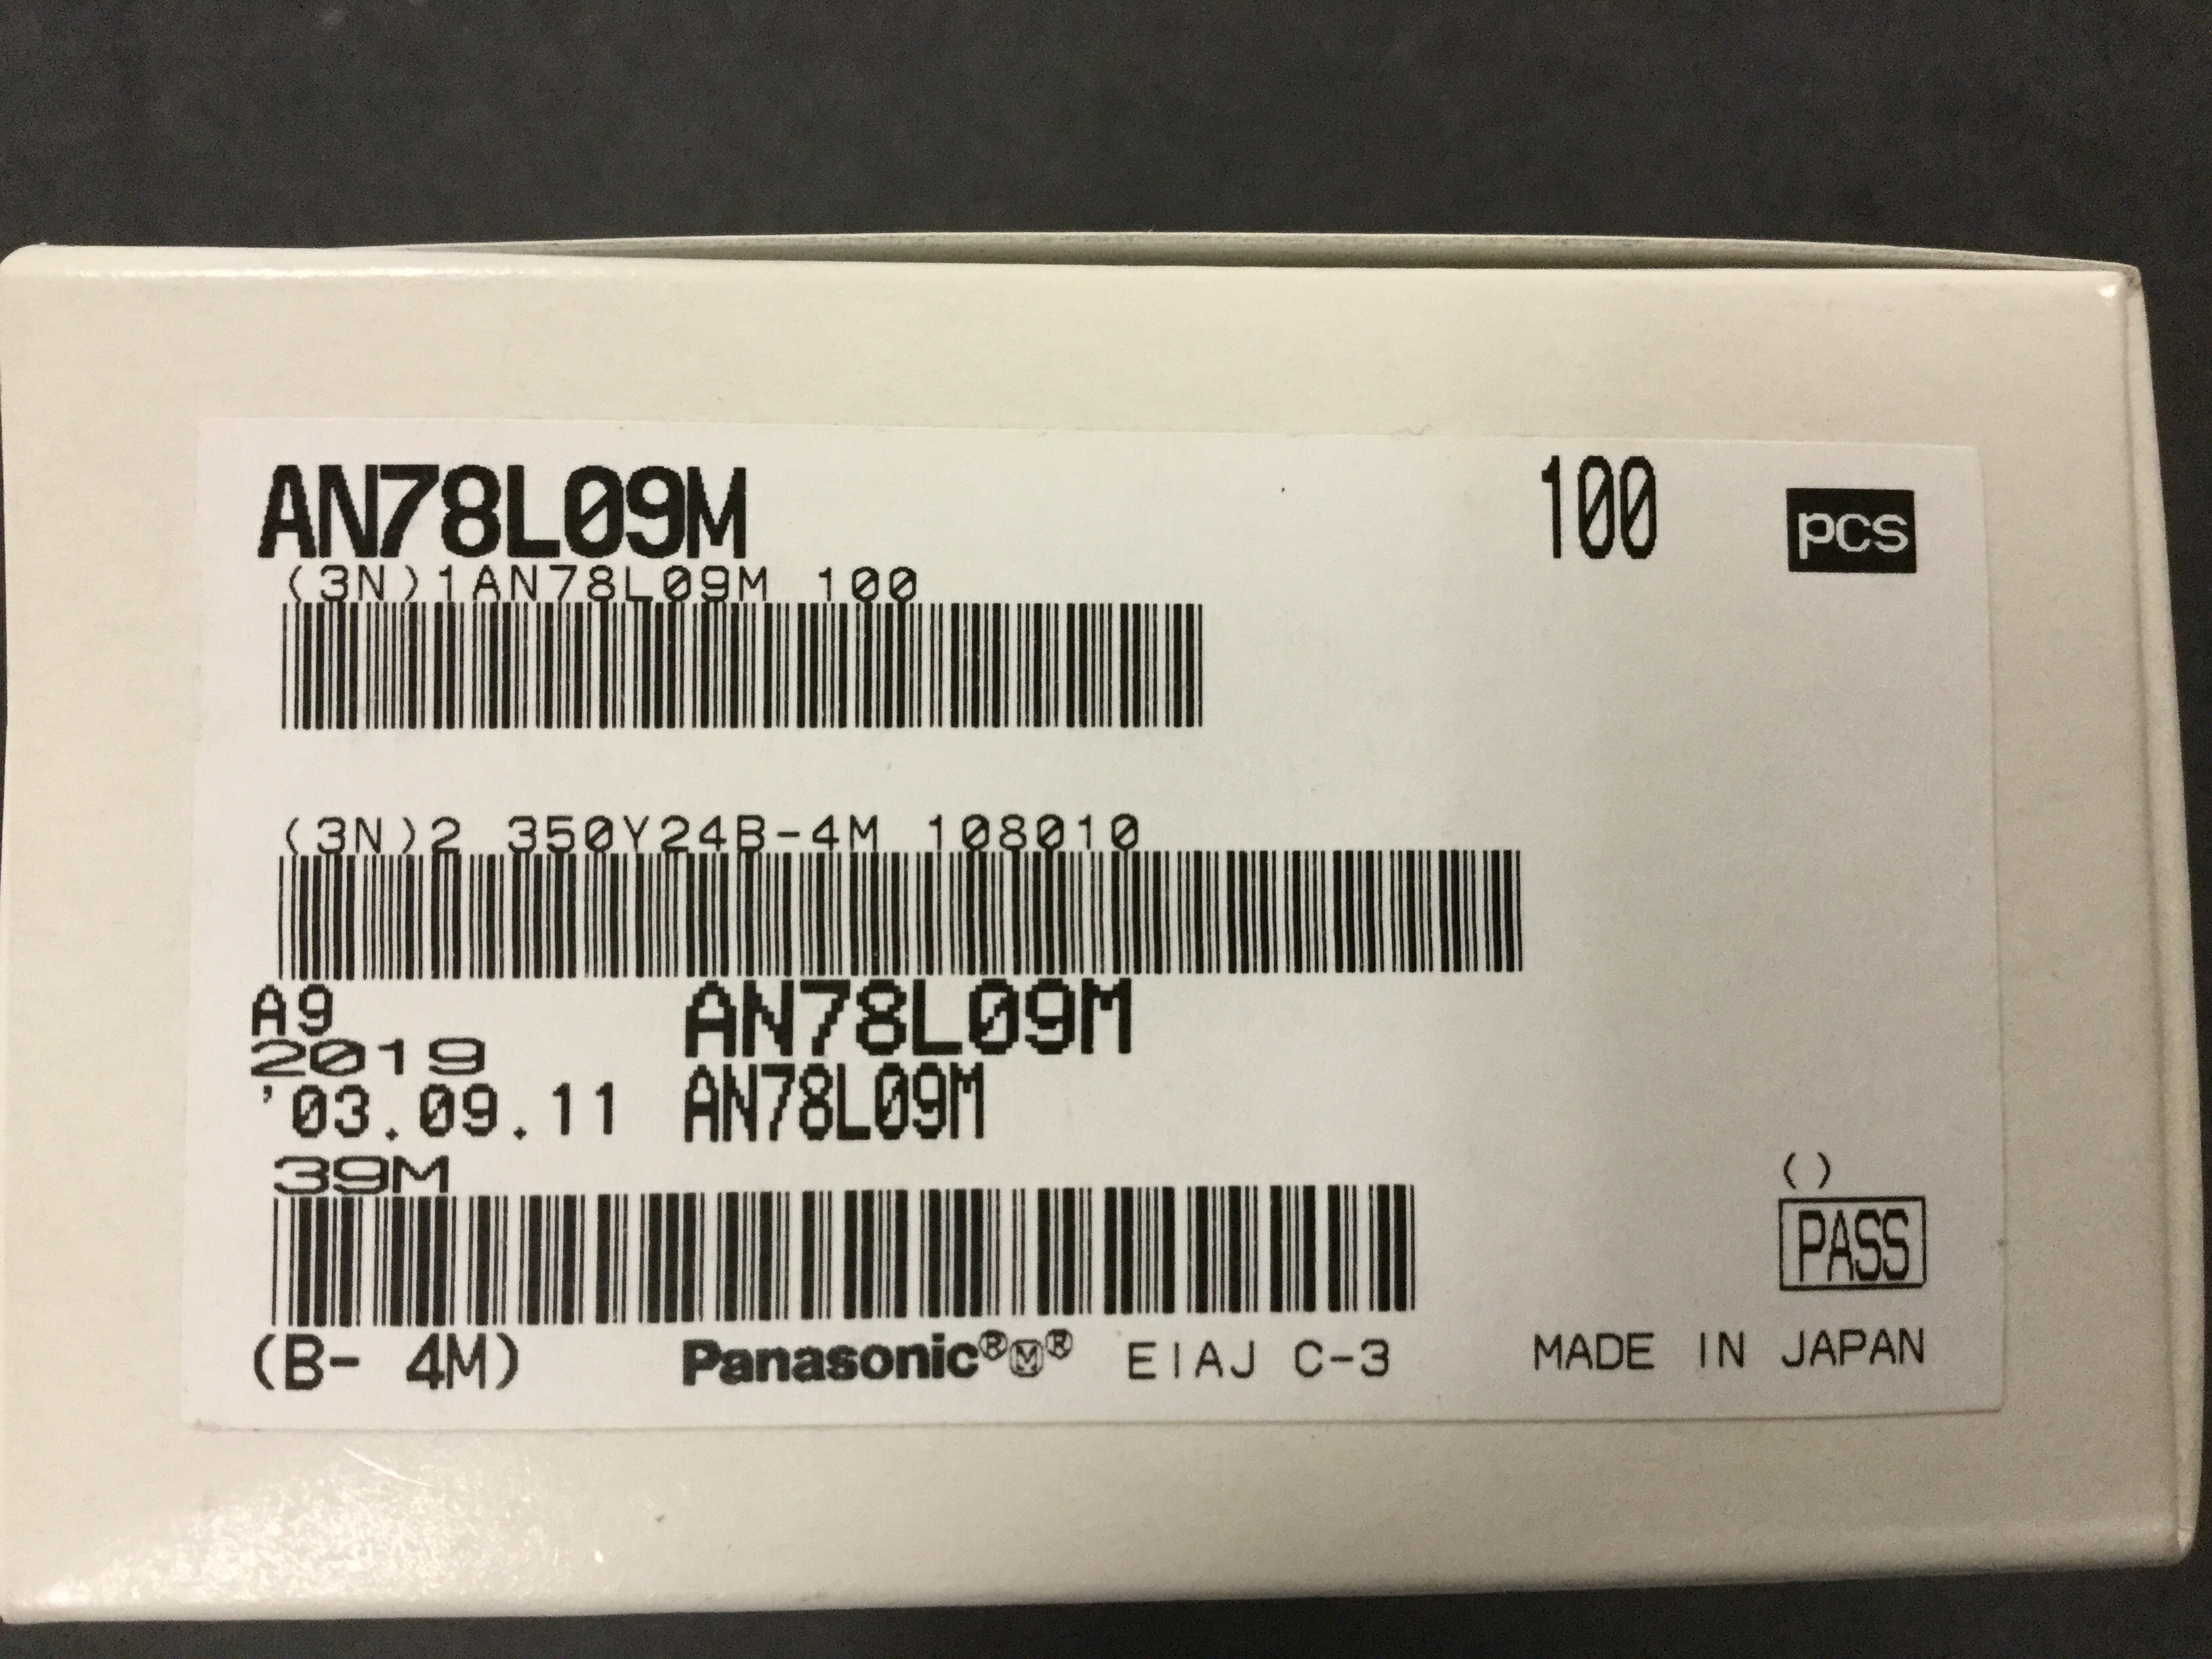 AN78L09M 100 pcs
(3N)1AN78L09M 100
(3N)2 350Y24B-4M 108010
A9 AN78L09M
2019
'03.09.11 AN78L09M
39M
()
PASS
(B- 4M) Panasonic®Ⓜ® EIAJ C-3 MADE IN JAPAN